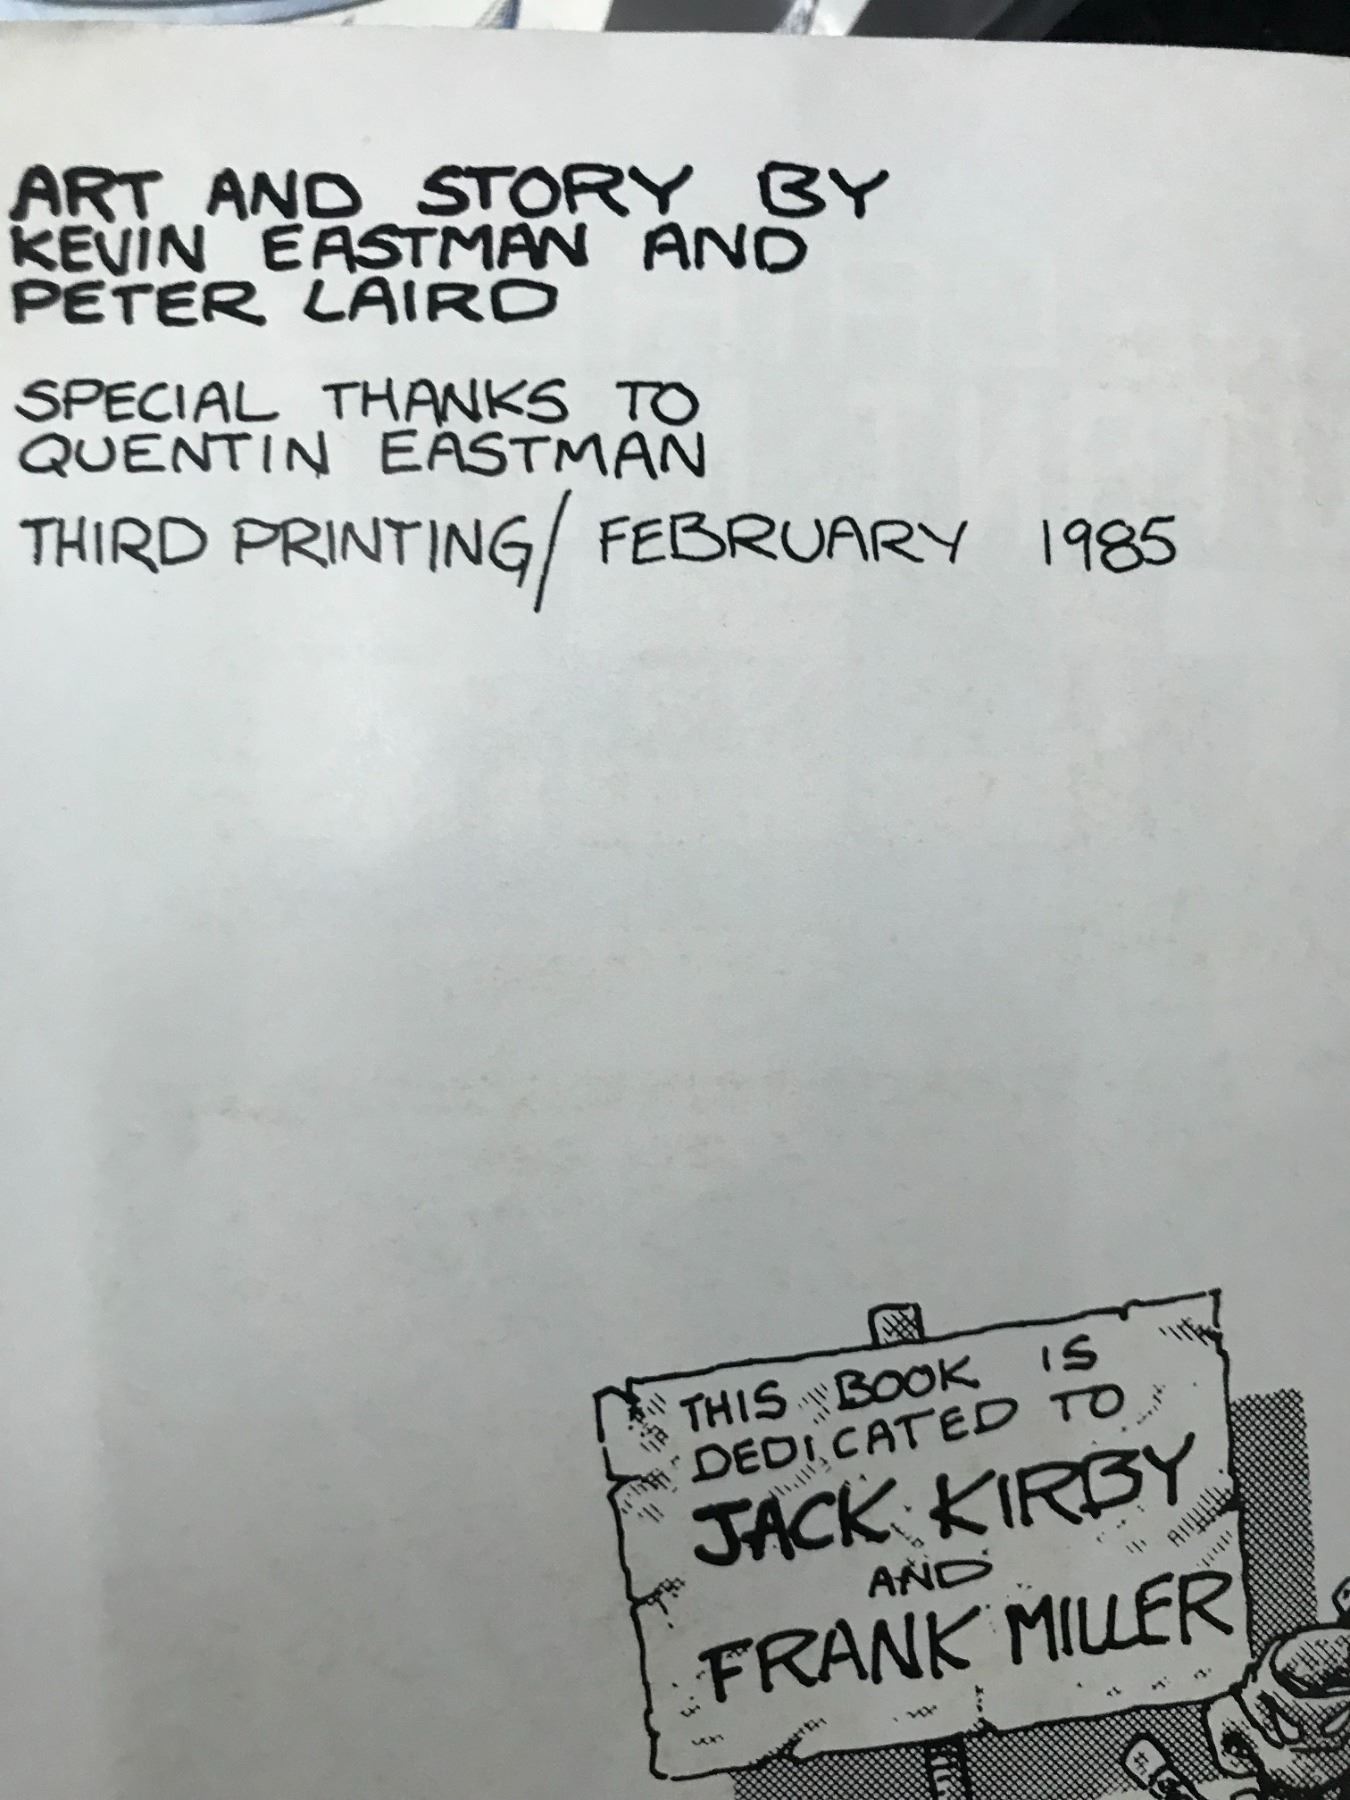 ART AND STORY BY
KEVIN EASTMAN AND
PETER LAIRD
SPECIAL THANKS TO
QUENTIN EASTMAN
THIRD PRINTING/ FEBRUARY 1985
THIS BOOK IS
DEDICATED TO
JACK KIRBY
AND
FRANK MILLER